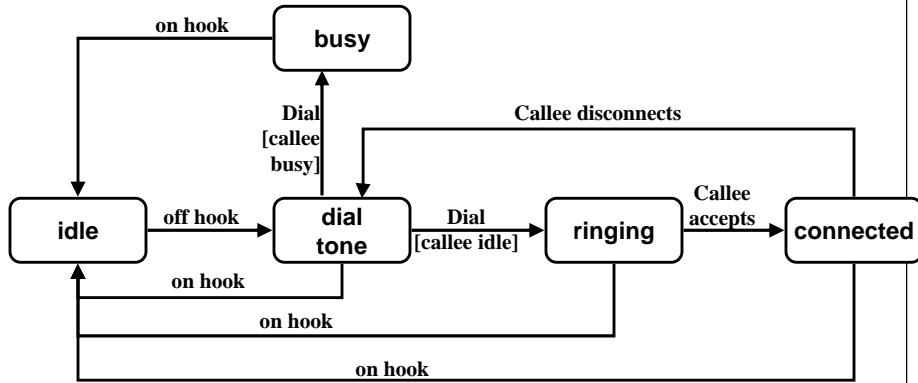 on hook
busy
Dial
[callee
busy]
Callee disconnects
idle
off hook
dial
tone
Dial
[callee idle]
ringing
Callee
accepts
connected
on hook
on hook
on hook